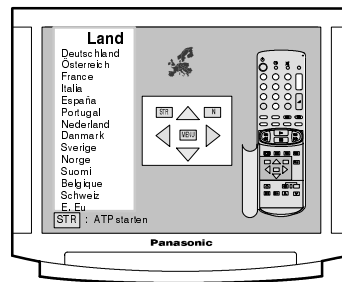 Land
Deutschland
Österreich
France
Italia
España
Portugal
Nederland
Danmark
Sverige
Norge
Suomi
Belgique
Schweiz
E. Eu
STR : ATP starten
STR
N
MENU
Panasonic